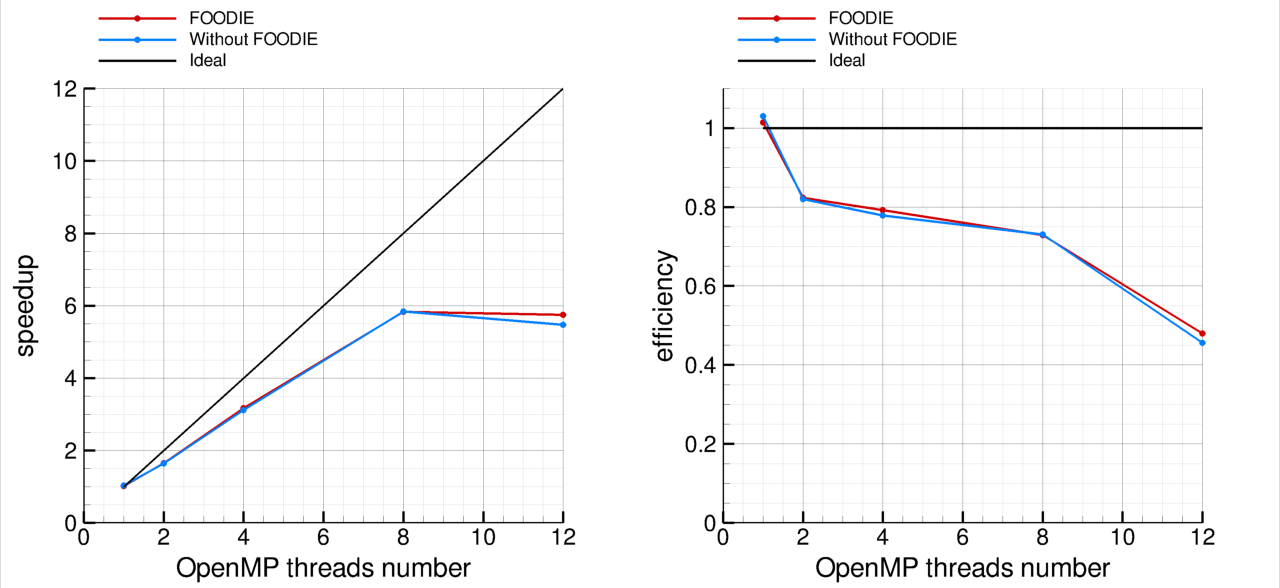 FOODIE
Without FOODIE
Ideal
12
10
8
6
4
2
0
speedup
0 2 4 6 8 10 12
OpenMP threads number
FOODIE
Without FOODIE
Ideal
1
0.8
0.6
0.4
0.2
0
efficiency
0 2 4 6 8 10 12
OpenMP threads number